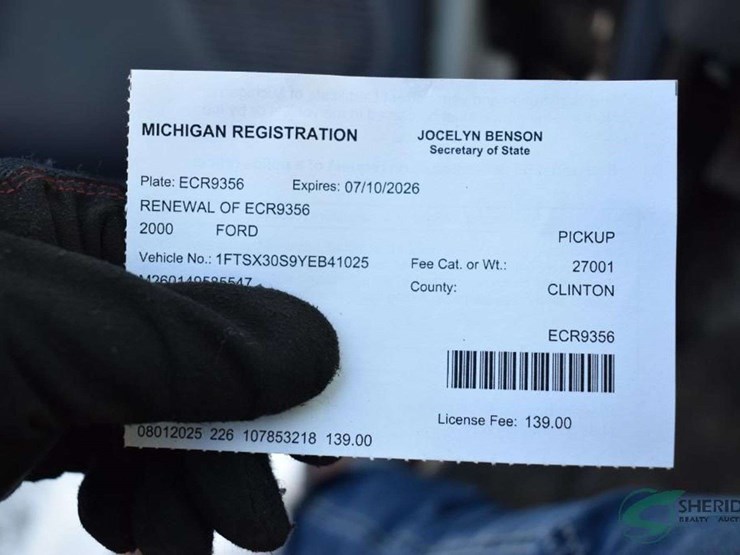 MICHIGAN REGISTRATION
JOCELYN BENSON
Secretary of State
Plate: ECR9356 Expires: 07/10/2026
RENEWAL OF ECR9356
2000 FORD
PICKUP
Vehicle No.: 1FTSX30S9YEB41025 Fee Cat. or Wt.: 27001
County: CLINTON
ECR9356
License Fee: 139.00
08012025 226 107853218 139.00
SHERID
REALTY AUCT